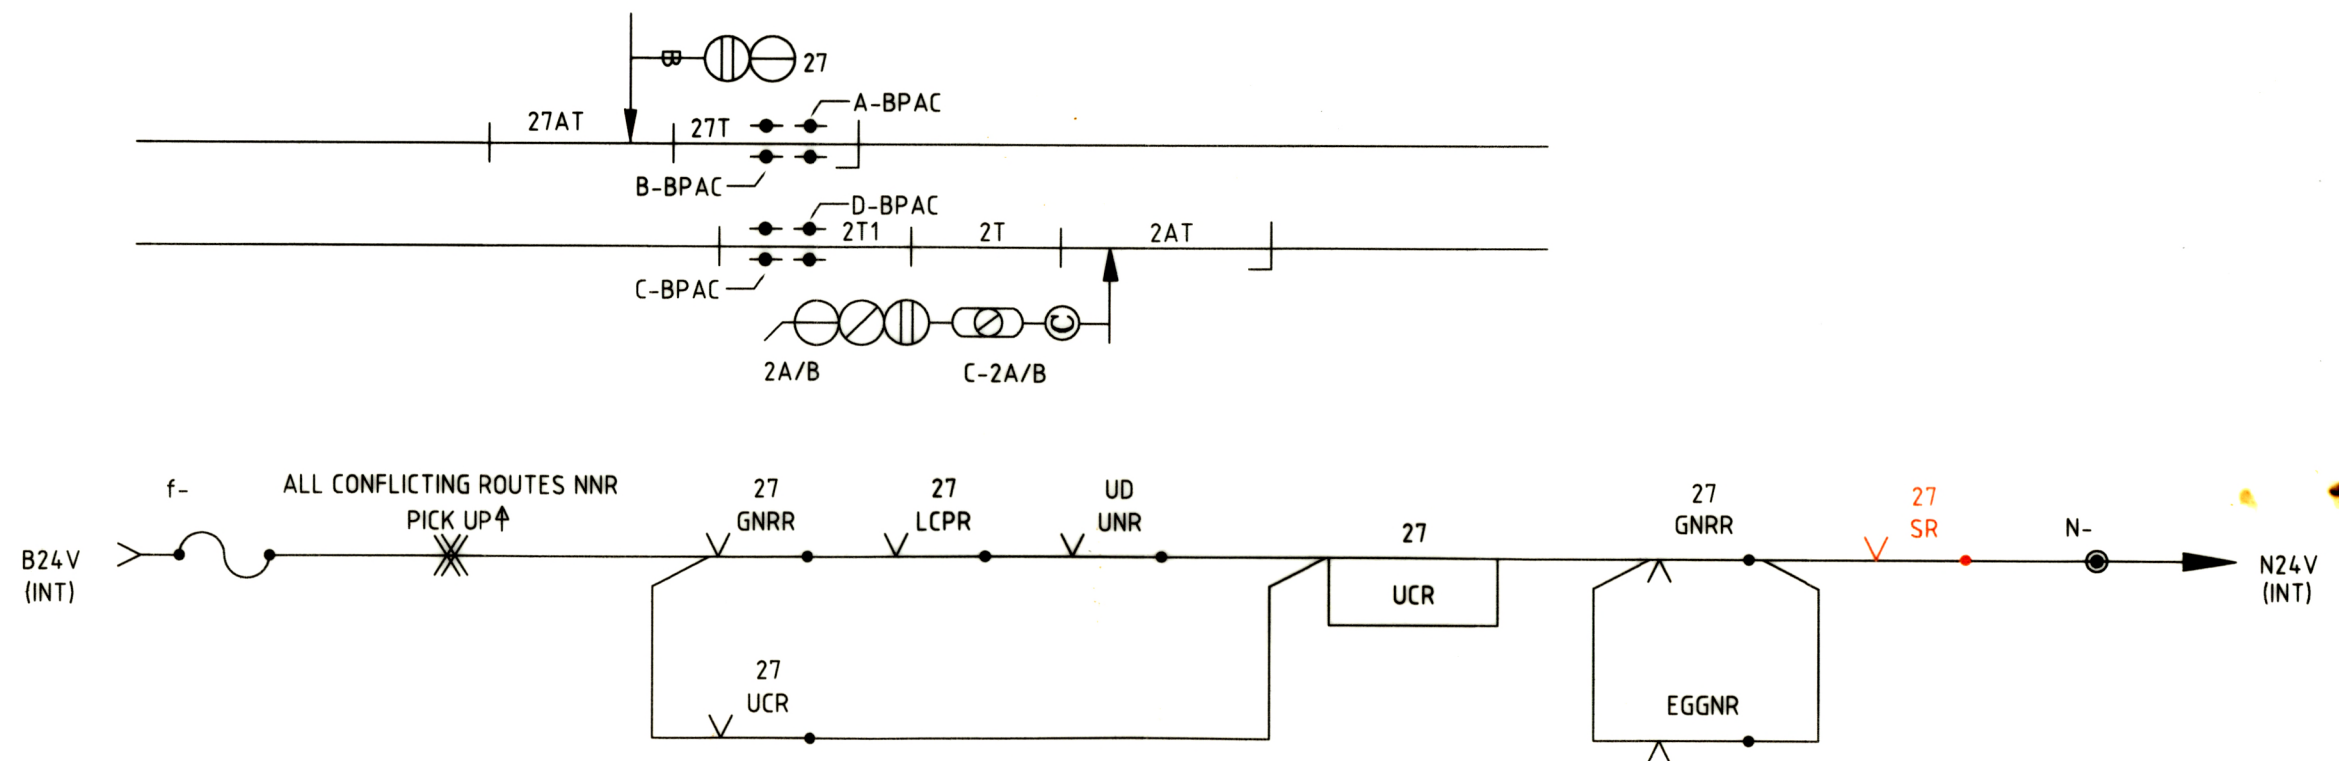 B
27
27AT
27T
A-BPAC
B-BPAC
D-BPAC
2T1
2T
2AT
C-BPAC
C
2A/B
C-2A/B
f-
ALL CONFLICTING ROUTES NNR
PICK UP
27
GNRR
27
LCPR
UD
UNR
27
UCR
27
GNRR
27
SR
N-
B24V
(INT)
N24V
(INT)
27
UCR
EGGNR